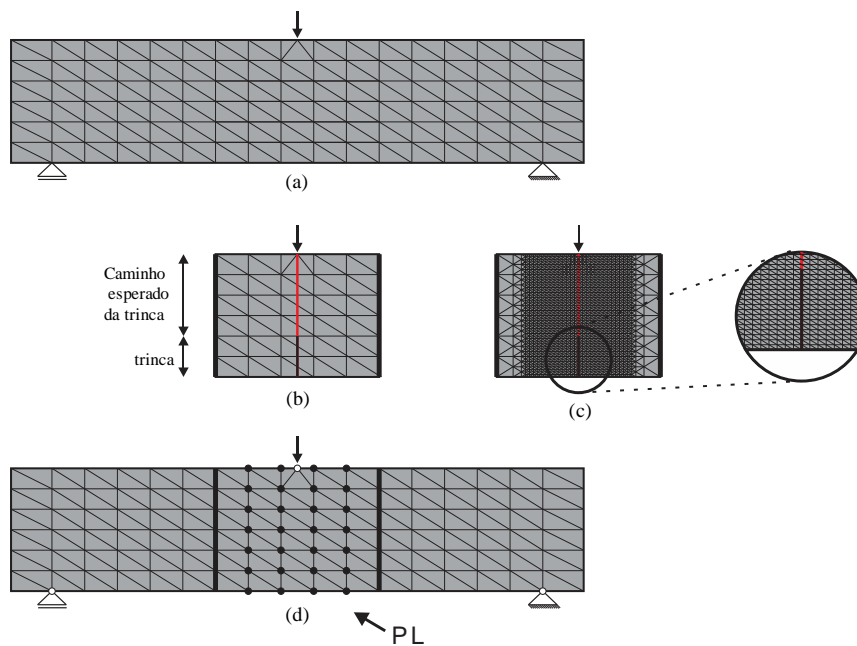 (a)
Caminho
esperado
da trinca
trinca
(b)
(c)
(d)
PL